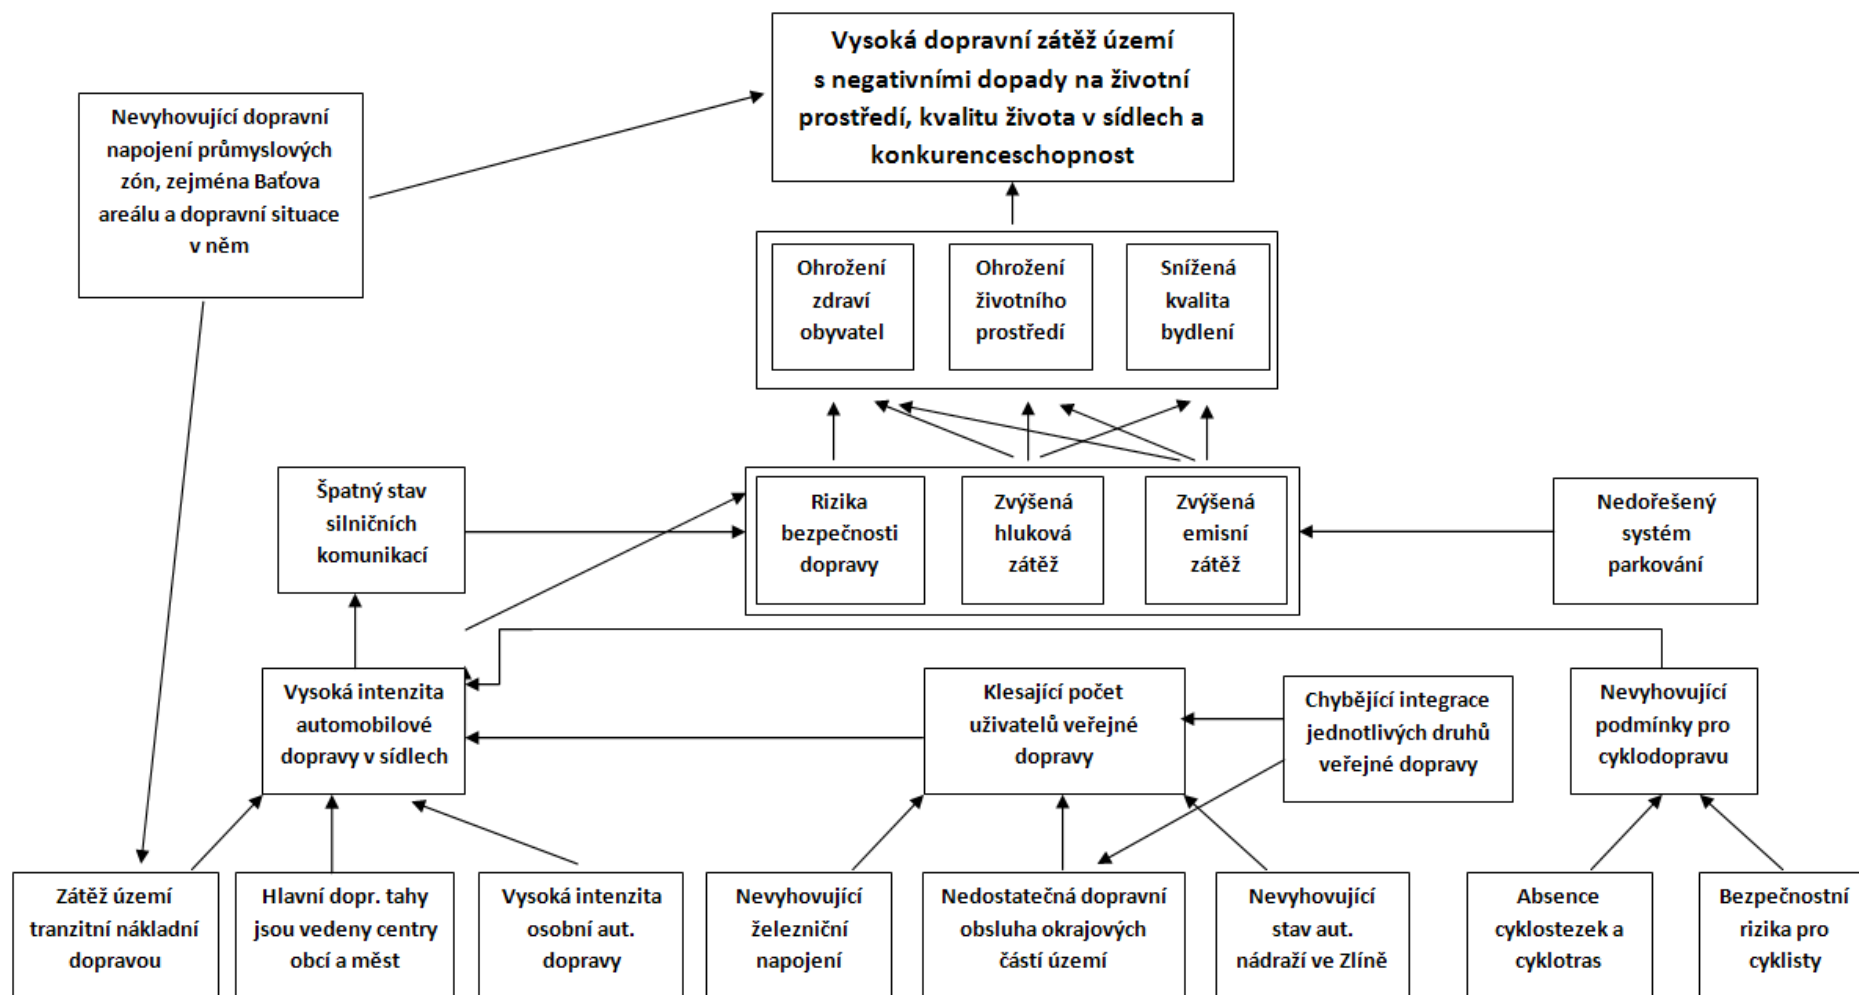 Vysoká dopravní zátěž území
s negativními dopady na životní
prostředí, kvalitu života v sídlech a
konkurenceschopnost
Nevyhovující dopravní
napojení průmyslových
zón, zejména Baťova
areálu a dopravní situace
v něm
Ohrožení
zdraví
obyvatel
Ohrožení
životního
prostředí
Snížená
kvalita
bydlení
Špatný stav
silničních
komunikací
Rizika
bezpečnosti
dopravy
Zvýšená
hluková
zátěž
Zvýšená
emisní
zátěž
Nedořešený
systém
parkování
Vysoká intenzita
automobilové
dopravy v sídlech
Klesající počet
uživatelů veřejné
dopravy
Chybějící integrace
jednotlivých druhů
veřejné dopravy
Nevyhovující
podmínky pro
cyklodopravu
Zátěž území
tranzitní nákladní
dopravou
Hlavní dopr. tahy
jsou vedeny centry
obcí a měst
Vysoká intenzita
osobní aut.
dopravy
Nevyhovující
železniční
napojení
Nedostatečná dopravní
obsluha okrajových
částí území
Nevyhovující
stav aut.
nádraží ve Zlíně
Absence
cyklostezek a
cyklotras
Bezpečnostní
rizika pro
cyklisty